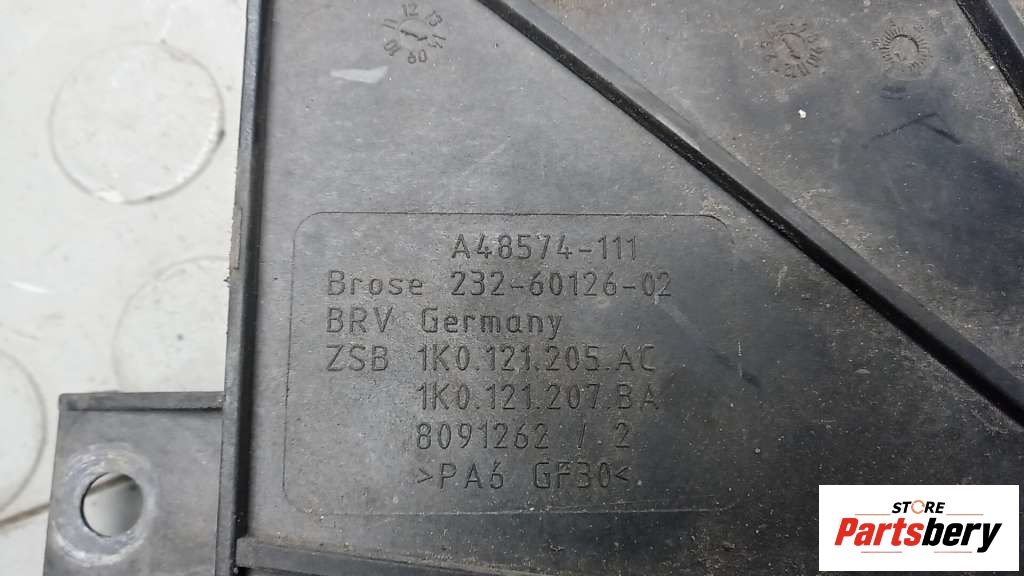 A48574-111
Brose 232-60126-02
BRV Germany
ZSB 1K0.121.205.AC
1K0.121.207.BA
8091262 / 2
>PA6 GF30<
STORE
Partsbery